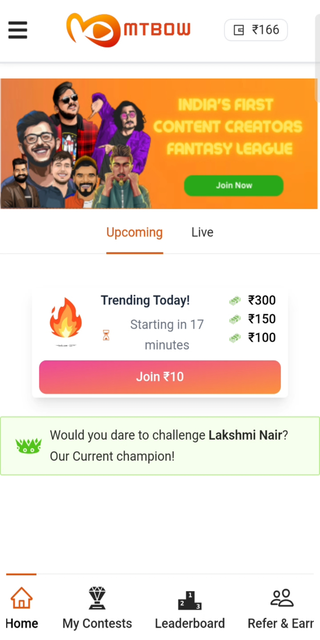 MTBOW
₹166
INDIA'S FIRST
CONTENT CREATORS
FANTASY LEAGUE
Join Now
Upcoming Live
Trending Today!
Starting in 17
minutes
₹300
₹150
₹100
Join ₹10
Would you dare to challenge Lakshmi Nair?
Our Current champion!
Home My Contests Leaderboard Refer & Earn